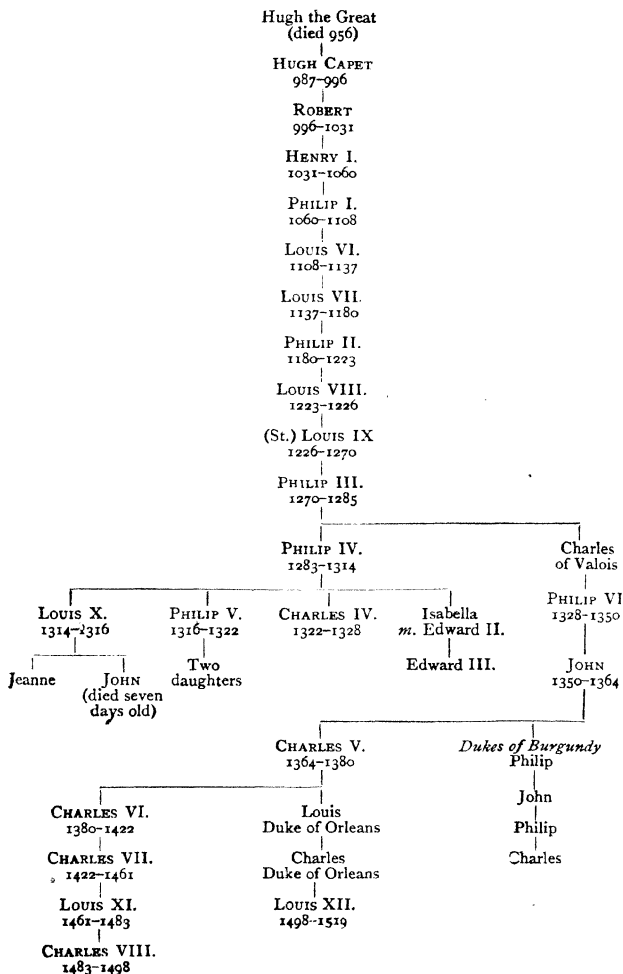 Hugh the Great
(died 956)
HUGH CAPET
987–996
ROBERT
996–1031
HENRY I.
1031–1060
PHILIP I.
1060–1108
LOUIS VI.
1108–1137
LOUIS VII.
1137–1180
PHILIP II.
1180–1223
LOUIS VIII.
1223–1226
(St.) LOUIS IX
1226–1270
PHILIP III.
1270–1285
PHILIP IV.
1283–1314
Charles
of Valois
LOUIS X.
1314–1316
PHILIP V.
1316–1322
CHARLES IV.
1322–1328
Isabella
m. Edward II.
PHILIP VI
1328–1350
Jeanne
JOHN
(died seven
days old)
Two
daughters
Edward III.
JOHN
1350–1364
CHARLES V.
1364–1380
Dukes of Burgundy
Philip
John
Philip
Charles
CHARLES VI.
1380–1422
Louis
Duke of Orleans
CHARLES VII.
1422–1461
Charles
Duke of Orleans
LOUIS XI.
1461–1483
LOUIS XII.
1498–1519
CHARLES VIII.
1483–1498